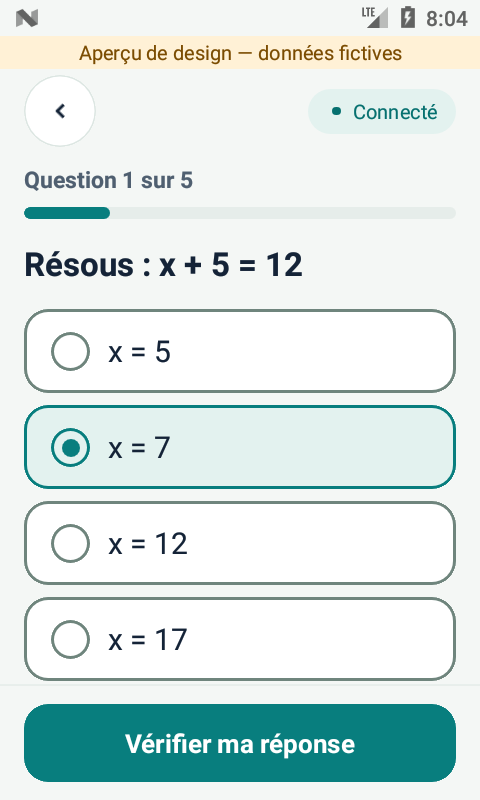 LTE 8:04
Aperçu de design — données fictives
Connecté
Question 1 sur 5
Résous : x + 5 = 12
x = 5
x = 7
x = 12
x = 17
Vérifier ma réponse